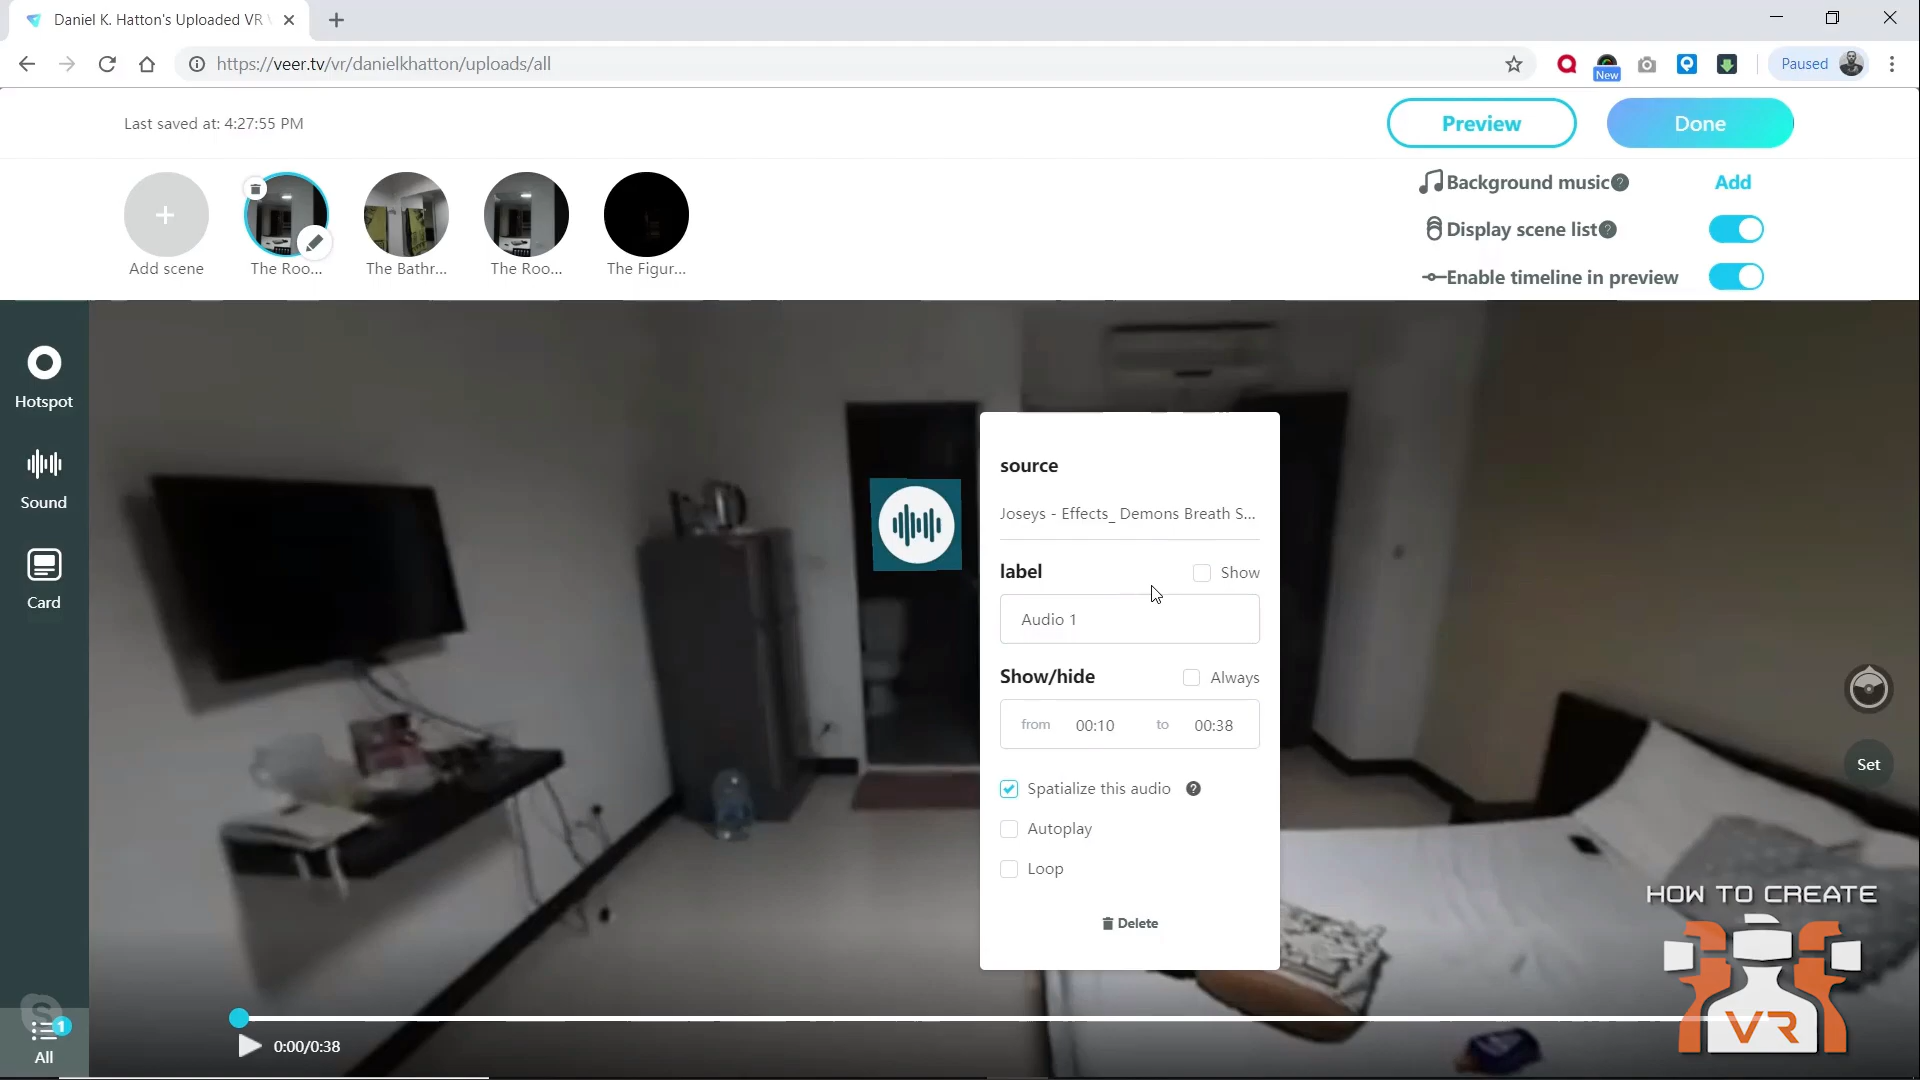 Daniel K. Hatton's Uploaded VR
https://veer.tv/vr/danielkhatton/uploads/all
New
Paused
Last saved at: 4:27:55 PM
Preview
Done
Add scene
The Roo...
The Bathr...
The Roo...
The Figur...
Background music
Add
Display scene list
Enable timeline in preview
Hotspot
Sound
Card
source
Joseys - Effects_ Demons Breath S...
label
Show
Audio 1
Show/hide
Always
from 00:10 to 00:38
Spatialize this audio
Autoplay
Loop
Delete
Set
HOW TO CREATE
VR
1
All
0:00/0:38